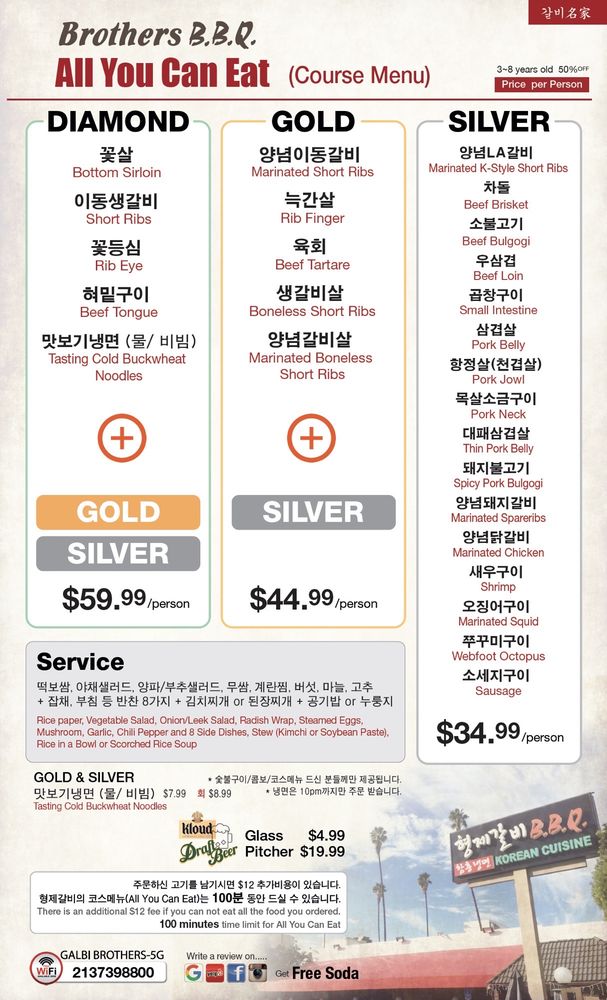 갈비名家
Brothers B.B.Q.
All You Can Eat (Course Menu)
3~8 years old 50%OFF
Price per Person
DIAMOND
꽃살
Bottom Sirloin
이동생갈비
Short Ribs
꽃등심
Rib Eye
혀밑구이
Beef Tongue
맛보기냉면 (물/ 비빔)
Tasting Cold Buckwheat
Noodles
+
GOLD
SILVER
$59.99/person
GOLD
양념이동갈비
Marinated Short Ribs
늑간살
Rib Finger
육회
Beef Tartare
생갈비살
Boneless Short Ribs
양념갈비살
Marinated Boneless
Short Ribs
+
SILVER
$44.99/person
SILVER
양념LA갈비
Marinated K-Style Short Ribs
차돌
Beef Brisket
소불고기
Beef Bulgogi
우삼겹
Beef Loin
곱창구이
Small Intestine
삼겹살
Pork Belly
항정살(천겹살)
Pork Jowl
목살소금구이
Pork Neck
대패삼겹살
Thin Pork Belly
돼지불고기
Spicy Pork Bulgogi
양념돼지갈비
Marinated Spareribs
양념닭갈비
Marinated Chicken
새우구이
Shrimp
오징어구이
Marinated Squid
쭈꾸미구이
Webfoot Octopus
소세지구이
Sausage
$34.99/person
Service
떡보쌈, 야채샐러드, 양파/부추샐러드, 무쌈, 계란찜, 버섯, 마늘, 고추
+ 잡채, 부침 등 반찬 8가지 + 김치찌개 or 된장찌개 + 공기밥 or 누룽지
Rice paper, Vegetable Salad, Onion/Leek Salad, Radish Wrap, Steamed Eggs,
Mushroom, Garlic, Chili Pepper and 8 Side Dishes, Stew (Kimchi or Soybean Paste),
Rice in a Bowl or Scorched Rice Soup
GOLD & SILVER
맛보기냉면 (물/ 비빔) $7.99 회 $8.99
Tasting Cold Buckwheat Noodles
* 숯불구이/콤보/코스메뉴 드신 분들께만 제공됩니다.
* 냉면은 10pm까지만 주문 받습니다.
Kloud
Draft Beer
Glass $4.99
Pitcher $19.99
주문하신 고기를 남기시면 $12 추가비용이 있습니다.
형제갈비의 코스메뉴(All You Can Eat)는 100분 동안 드실 수 있습니다.
There is an additional $12 fee if you can not eat all the food you ordered.
100 minutes time limit for All You Can Eat
WiFi
GALBI BROTHERS-5G
2137398800
Write a review on.....
G f
Get Free Soda
형제갈비 B.B.Q.
함흥냉면 KOREAN CUISINE